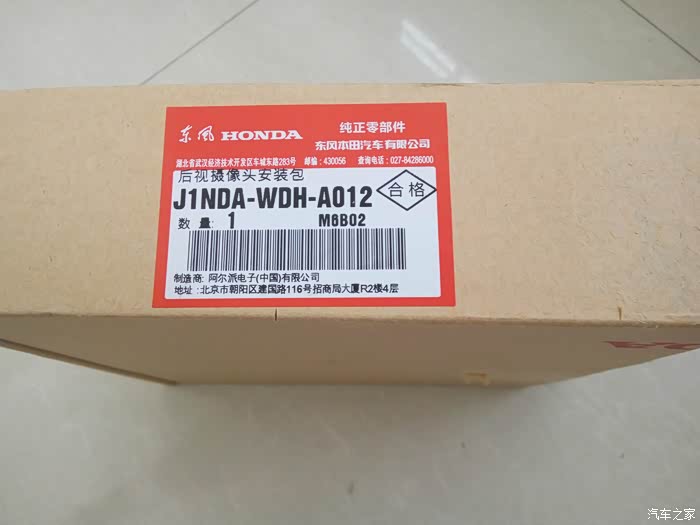 东风 HONDA 纯正零部件
东风本田汽车有限公司
湖北省武汉经济技术开发区车城东路283号 邮编:430056 查询电话:027-84286000
后视摄像头安装包
J1NDA-WDH-A012
合格
数 量: 1 M6B02
制造商: 阿尔派电子(中国)有限公司
地址:北京市朝阳区建国路116号招商局大厦R2楼4层
汽车之家